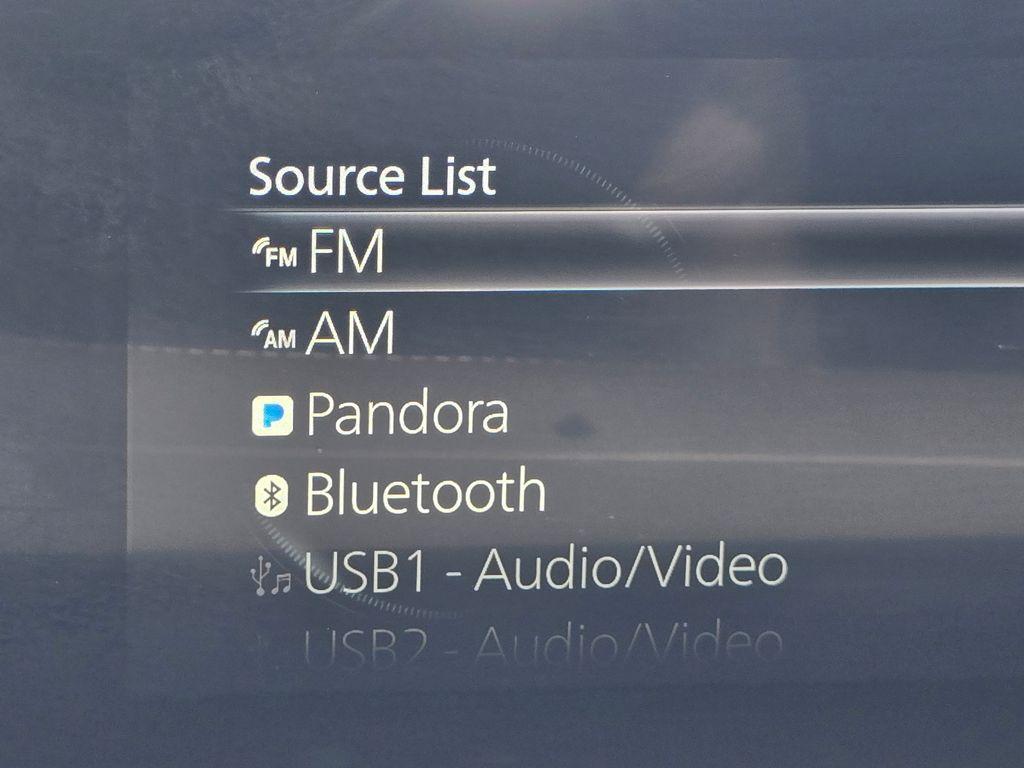 Source List
FM FM
AM AM
P Pandora
Bluetooth
USB1 - Audio/Video
USB2 - Audio/Video